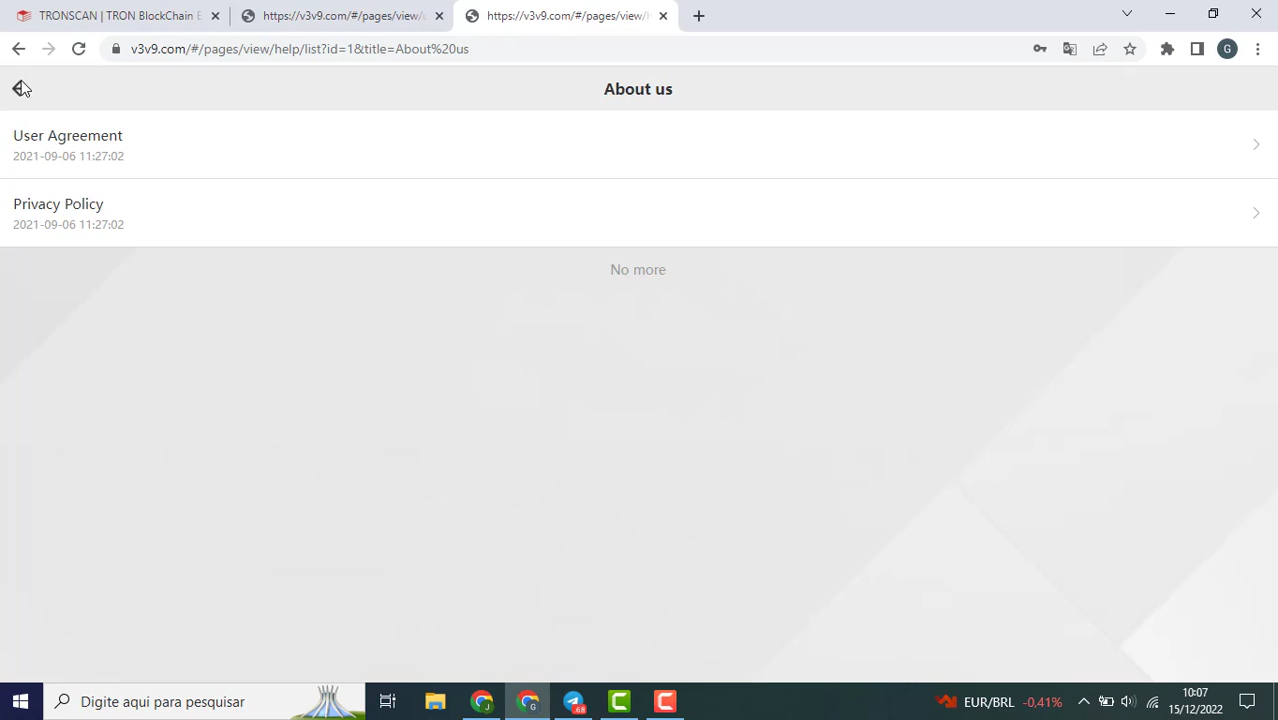 TRONSCAN | TRON BlockChain E
https://v3v9.com/#/pages/view/
https://v3v9.com/#/pages/view/
v3v9.com/#/pages/view/help/list?id=1&title=About%20us
G
About us
User Agreement
2021-09-06 11:27:02
Privacy Policy
2021-09-06 11:27:02
No more
Digite aqui para pesquisar
J
G
68
EUR/BRL -0,41%
10:07
15/12/2022